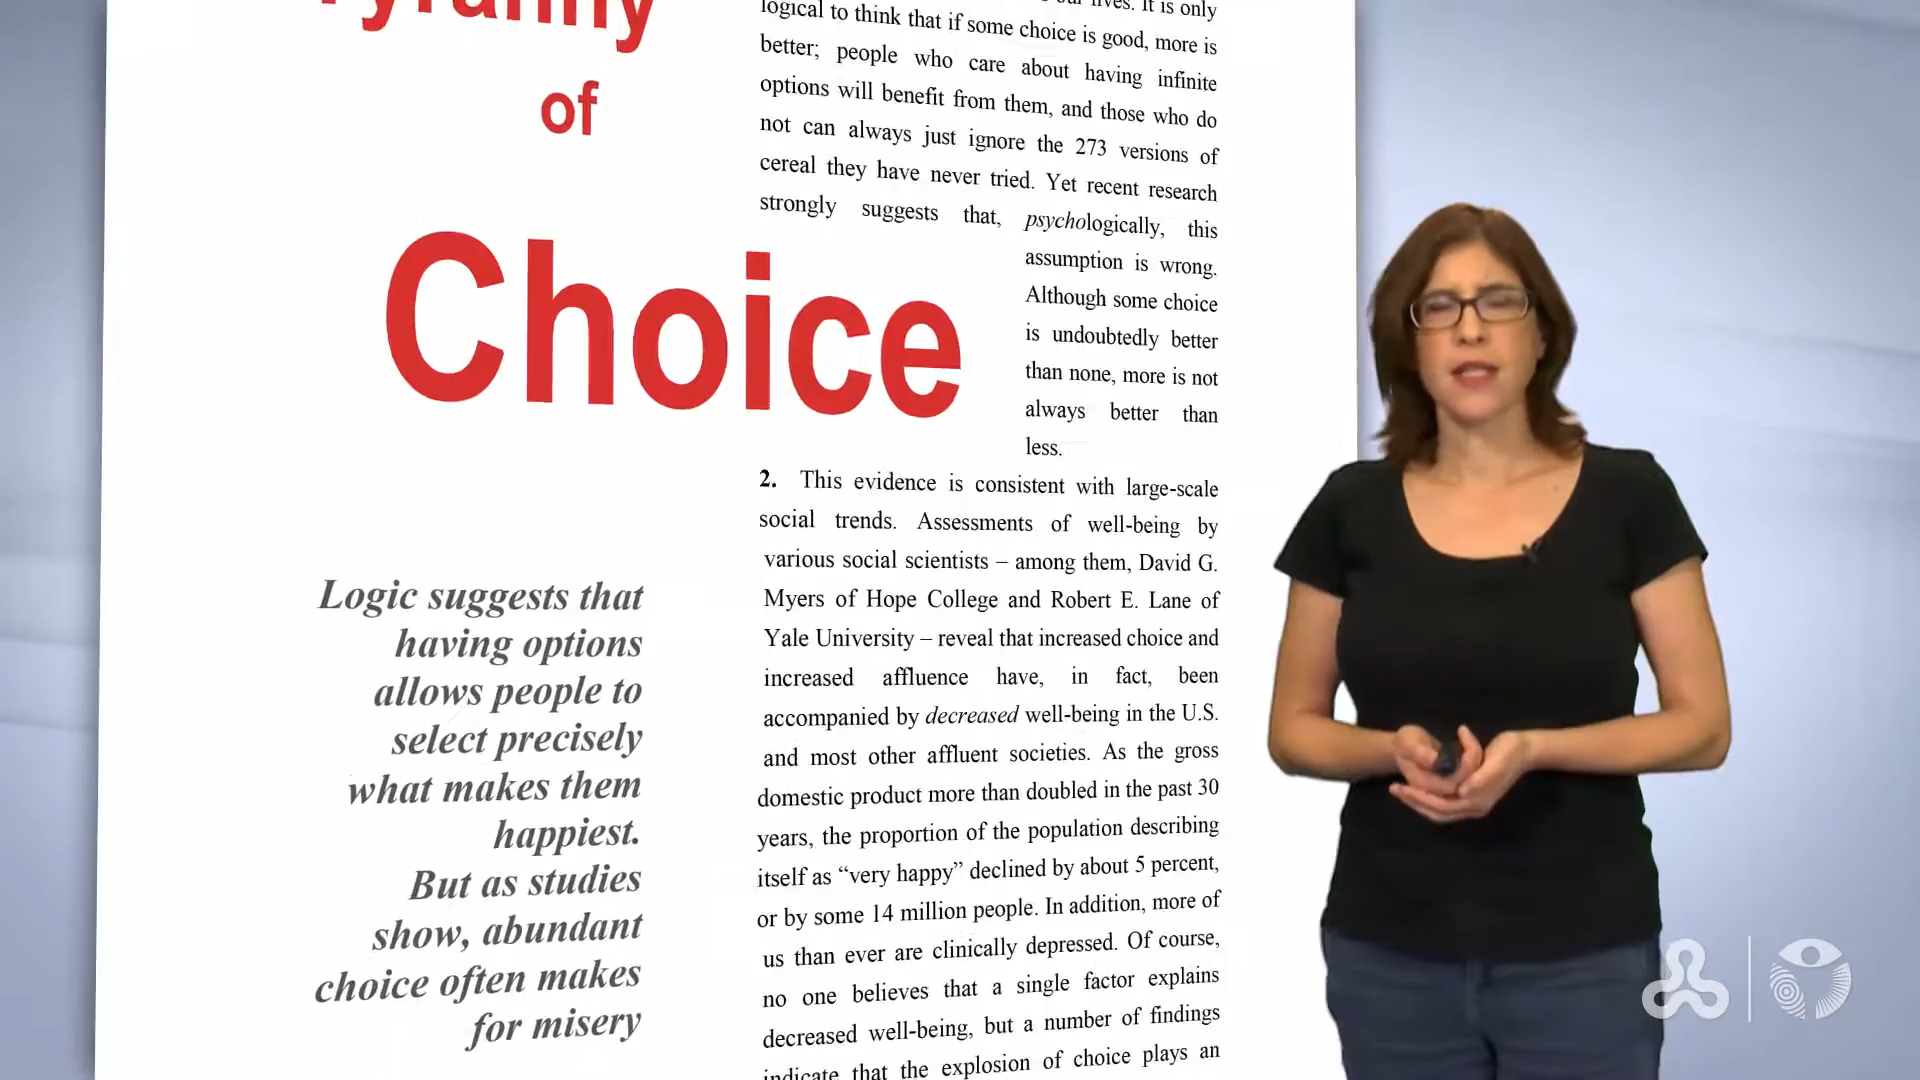 Tyranny
of
Choice
Logic suggests that
having options
allows people to
select precisely
what makes them
happiest.
But as studies
show, abundant
choice often makes
for misery
our lives. It is only
logical to think that if some choice is good, more is
better; people who care about having infinite
options will benefit from them, and those who do
not can always just ignore the 273 versions of
cereal they have never tried. Yet recent research
strongly suggests that, psychologically, this
assumption is wrong.
Although some choice
is undoubtedly better
than none, more is not
always better than
less.
2. This evidence is consistent with large-scale
social trends. Assessments of well-being by
various social scientists – among them, David G.
Myers of Hope College and Robert E. Lane of
Yale University – reveal that increased choice and
increased affluence have, in fact, been
accompanied by decreased well-being in the U.S.
and most other affluent societies. As the gross
domestic product more than doubled in the past 30
years, the proportion of the population describing
itself as “very happy” declined by about 5 percent,
or by some 14 million people. In addition, more of
us than ever are clinically depressed. Of course,
no one believes that a single factor explains
decreased well-being, but a number of findings
indicate that the explosion of choice plays an